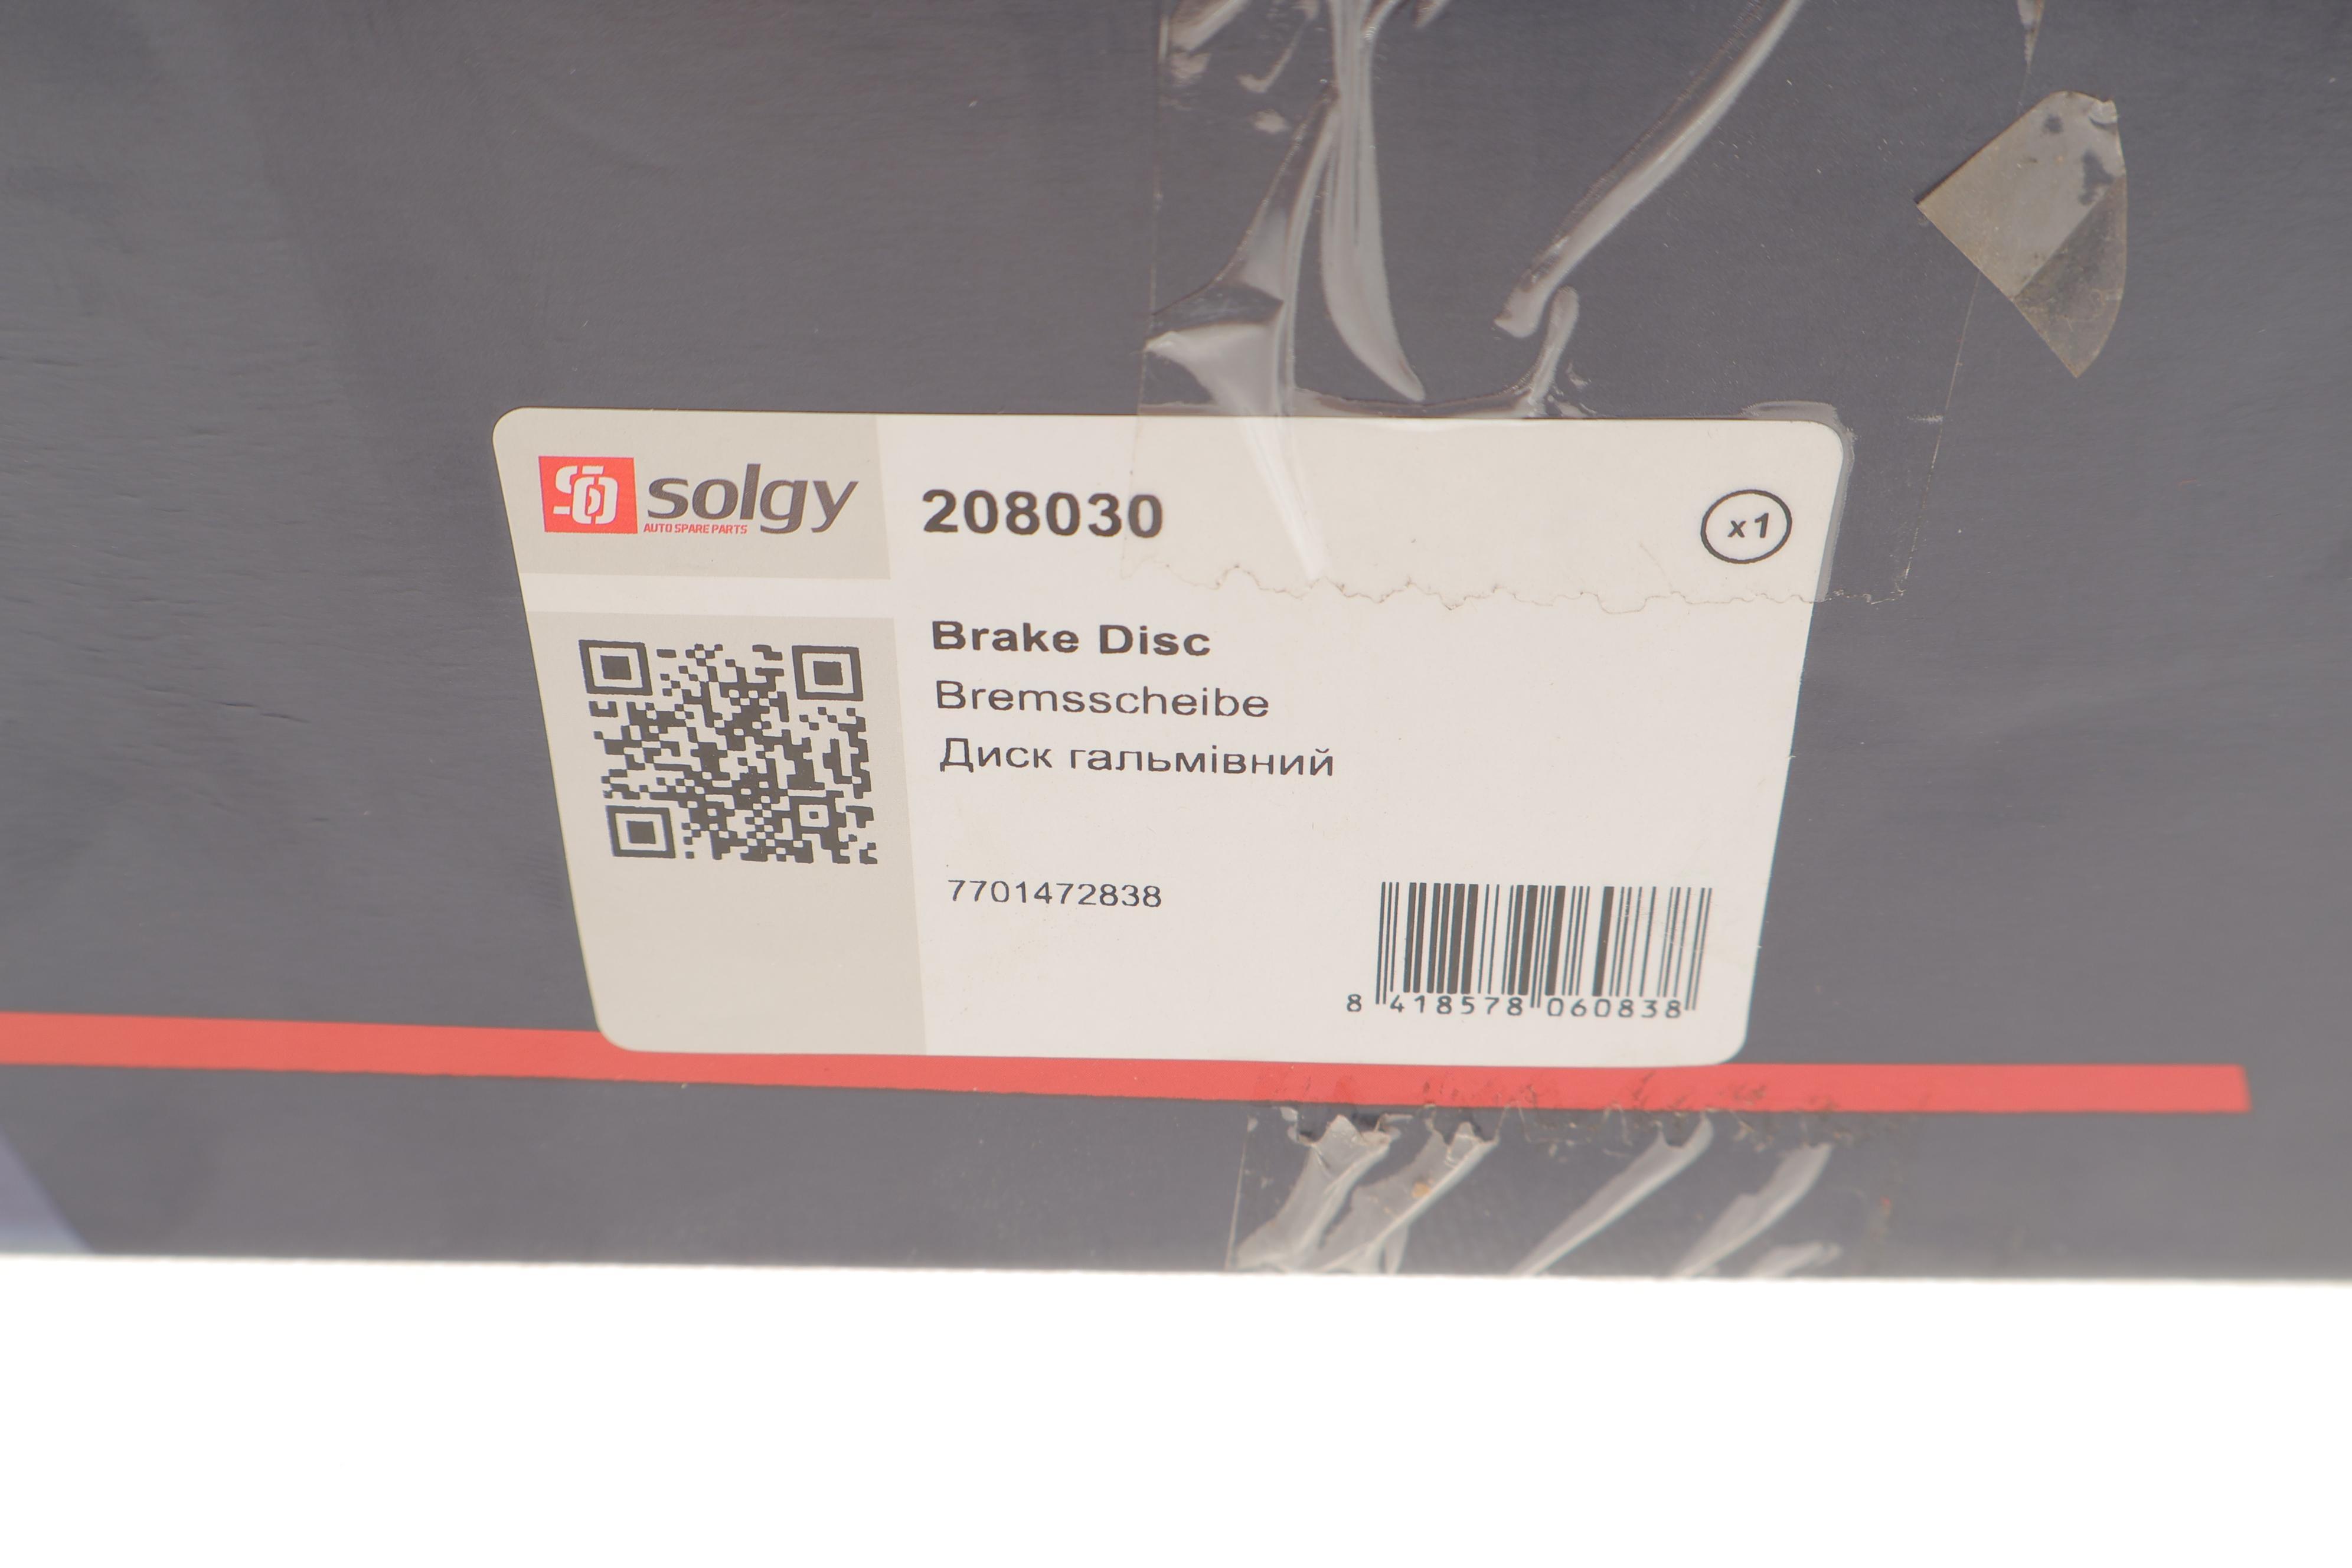 solgy
AUTO SPARE PARTS
208030
x1
Brake Disc
Bremsscheibe
Диск гальмівний
7701472838
8 418578 060838